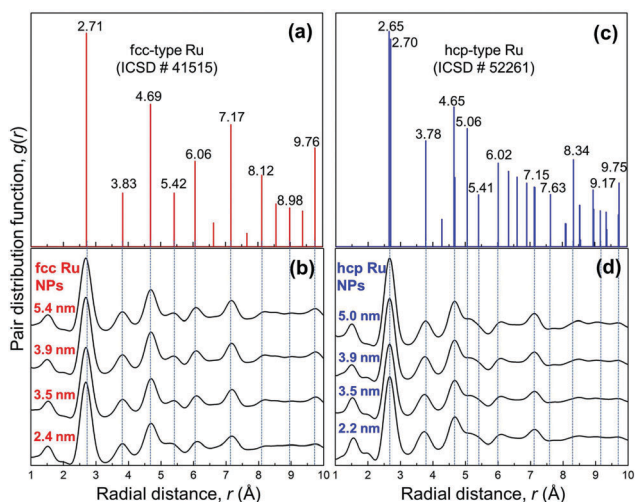 Pair distribution function, g(r)
(a)
fcc-type Ru
(ICSD # 41515)
2.71
3.83
4.69
5.42
6.06
7.17
8.12
8.98
9.76
(c)
hcp-type Ru
(ICSD # 52261)
2.65
2.70
3.78
4.65
5.06
5.41
6.02
7.15
7.63
8.34
9.17
9.75
(b)
fcc Ru
NPs
5.4 nm
3.9 nm
3.5 nm
2.4 nm
1 2 3 4 5 6 7 8 9 10
Radial distance, r (Å)
(d)
hcp Ru
NPs
5.0 nm
3.9 nm
3.5 nm
2.2 nm
1 2 3 4 5 6 7 8 9 10
Radial distance, r (Å)